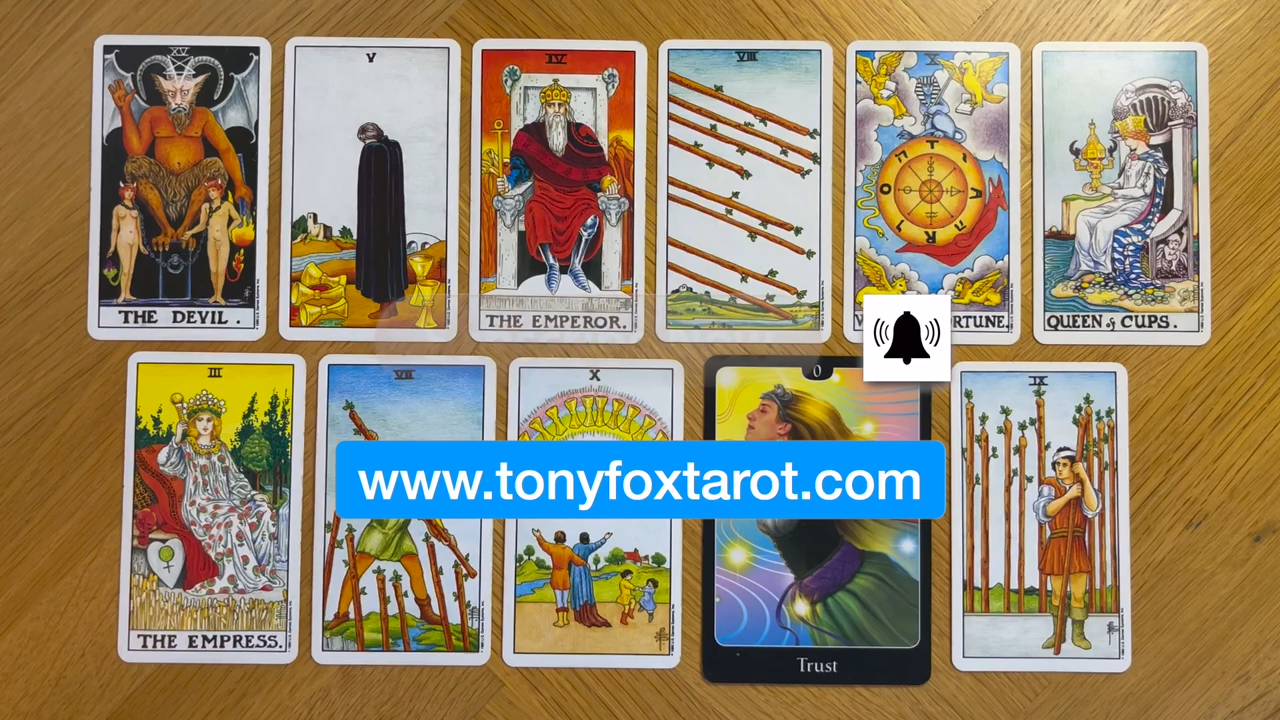 XV
THE DEVIL.
V
IV
THE EMPEROR.
VIII
X
RTUNE.
QUEEN of CUPS.
III
THE EMPRESS.
VII
X
0
Trust
IX
www.tonyfoxtarot.com